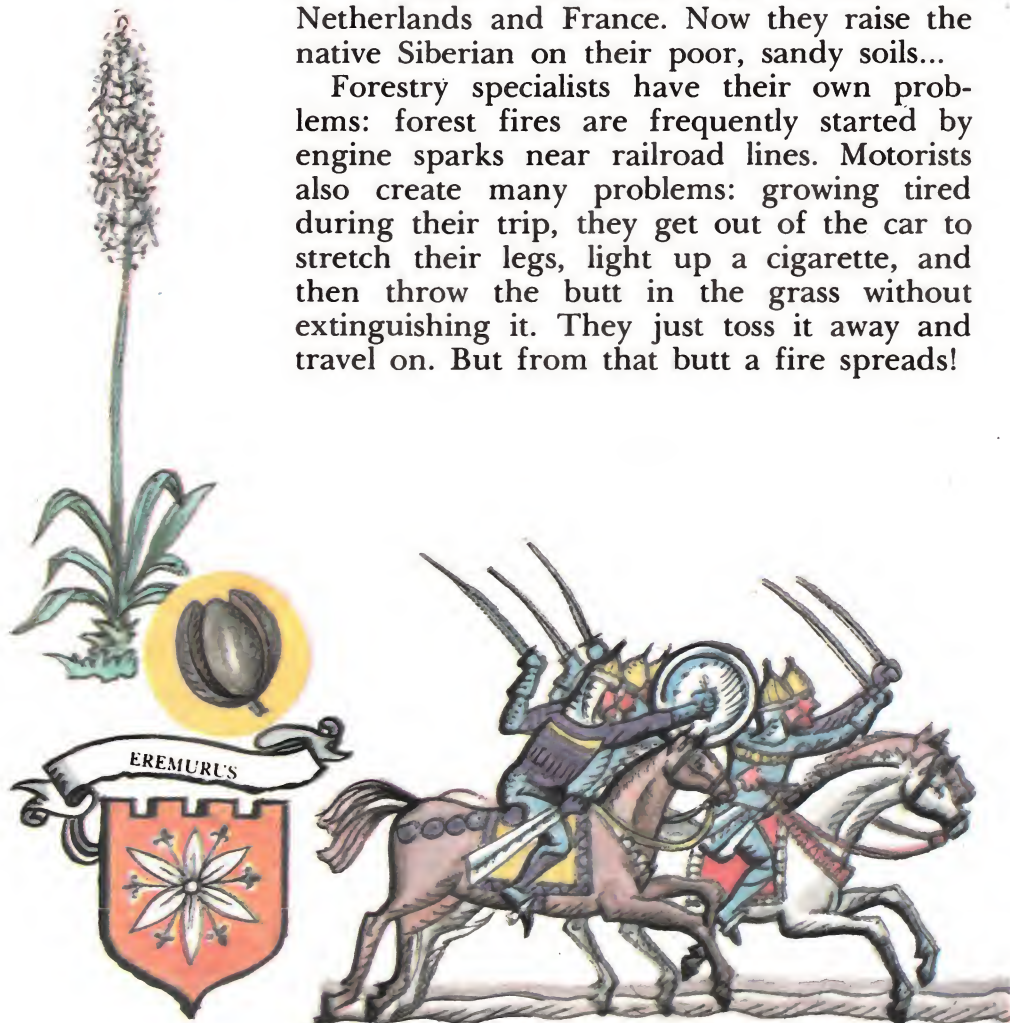 Netherlands and France. Now they raise the
native Siberian on their poor, sandy soils...
Forestry specialists have their own prob-
lems: forest fires are frequently started by
engine sparks near railroad lines. Motorists
also create many problems: growing tired
during their trip, they get out of the car to
stretch their legs, light up a cigarette, and
then throw the butt in the grass without
extinguishing it. They just toss it away and
travel on. But from that butt a fire spreads!
EREMURUS